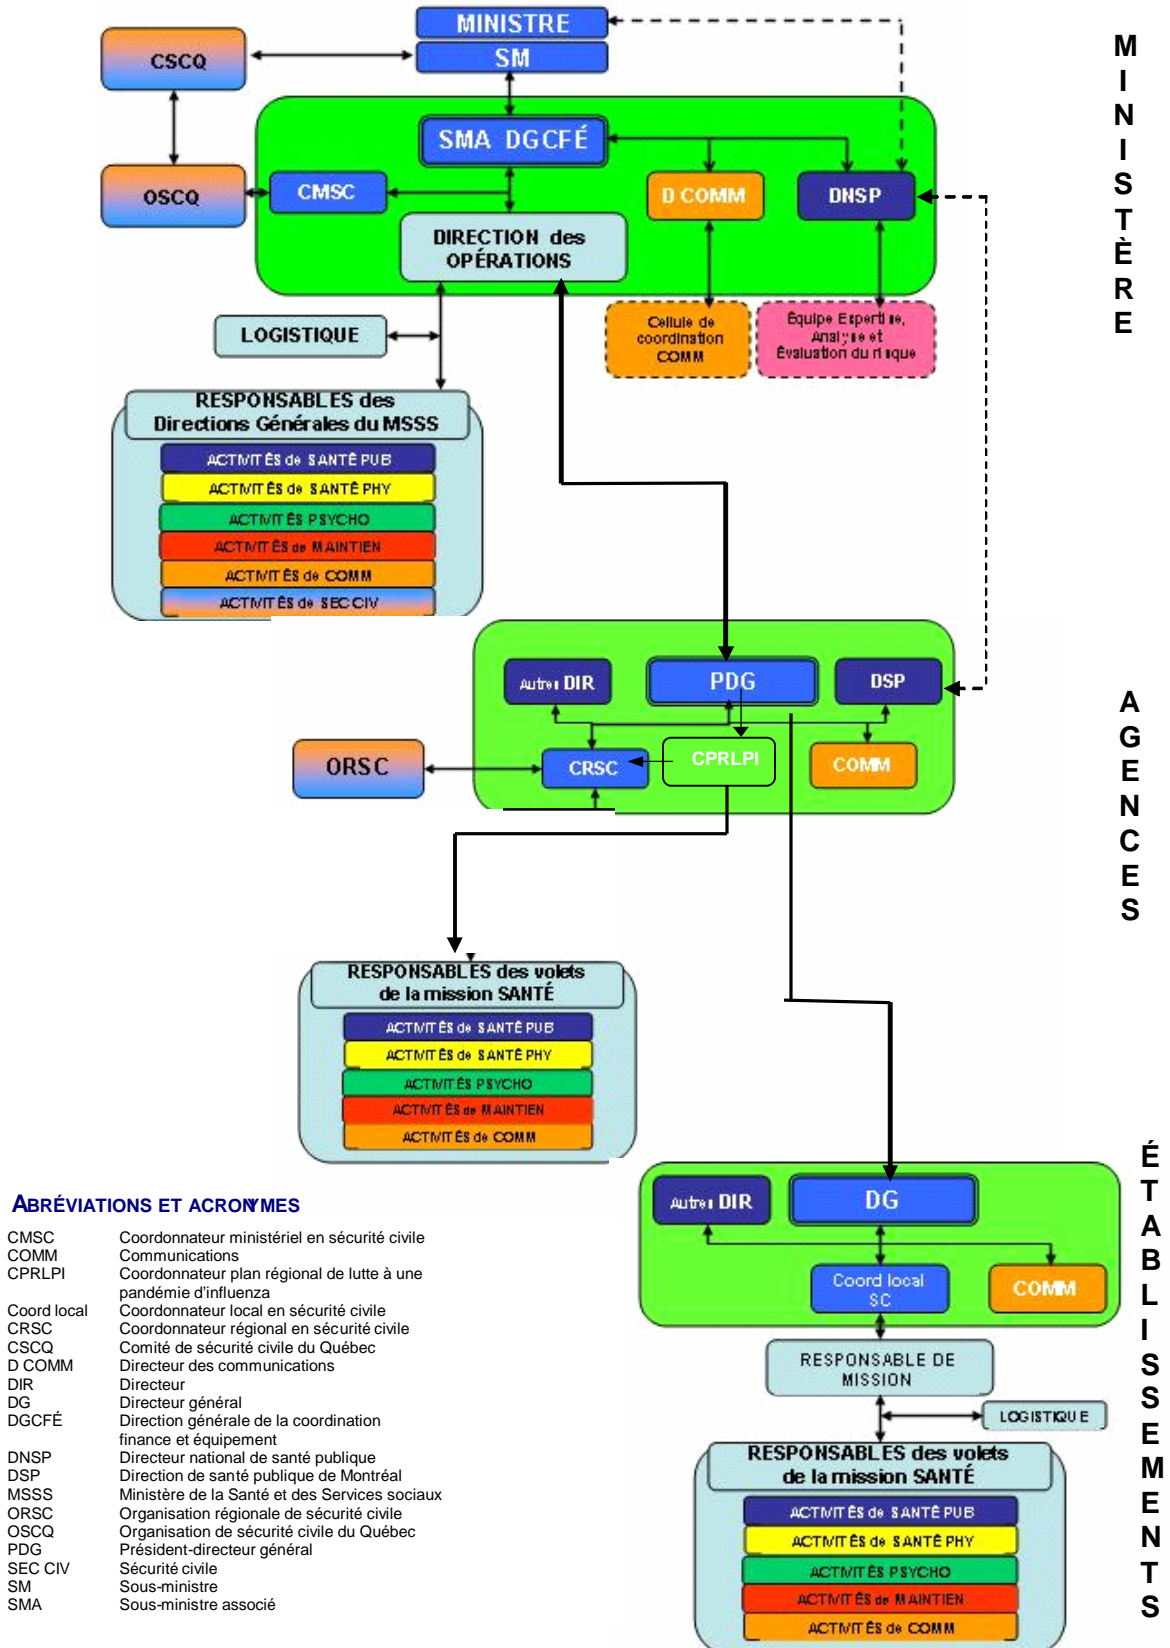 MINISTRE
SM
CSCQ
OSCQ
SMA DGCFÉ
CMSC
D COMM
DNSP
DIRECTION des
OPÉRATIONS
LOGISTIQUE
Cellule de
coordination
COMM
Équipe Expertise,
Analyse et
Évaluation du risque
MINISTÈRE
RESPONSABLES des
Directions Générales du MSSS
ACTIVITÉS de SANTÉ PUB
ACTIVITÉS de SANTÉ PHY
ACTIVITÉS PSYCHO
ACTIVITÉS de MAINTIEN
ACTIVITÉS de COMM
ACTIVITÉS de SEC CIV
Autres DIR
PDG
DSP
ORSC
CRSC
CPRLPI
COMM
AGENCES
RESPONSABLES des volets
de la mission SANTÉ
ACTIVITÉS de SANTÉ PUB
ACTIVITÉS de SANTÉ PHY
ACTIVITÉS PSYCHO
ACTIVITÉS de MAINTIEN
ACTIVITÉS de COMM
Autres DIR
DG
Coord local
SC
COMM
RESPONSABLE DE
MISSION
LOGISTIQUE
RESPONSABLES des volets
de la mission SANTÉ
ACTIVITÉS de SANTÉ PUB
ACTIVITÉS de SANTÉ PHY
ACTIVITÉS PSYCHO
ACTIVITÉS de MAINTIEN
ACTIVITÉS de COMM
ÉTABLISSEMENTS
ABRÉVIATIONS ET ACRONYMES
CMSC Coordonnateur ministériel en sécurité civile
COMM Communications
CPRLPI Coordonnateur plan régional de lutte à une
pandémie d'influenza
Coord local Coordonnateur local en sécurité civile
CRSC Coordonnateur régional en sécurité civile
CSCQ Comité de sécurité civile du Québec
D COMM Directeur des communications
DIR Directeur
DG Directeur général
DGCFÉ Direction générale de la coordination
finance et équipement
DNSP Directeur national de santé publique
DSP Direction de santé publique de Montréal
MSSS Ministère de la Santé et des Services sociaux
ORSC Organisation régionale de sécurité civile
OSCQ Organisation de sécurité civile du Québec
PDG Président-directeur général
SEC CIV Sécurité civile
SM Sous-ministre
SMA Sous-ministre associé